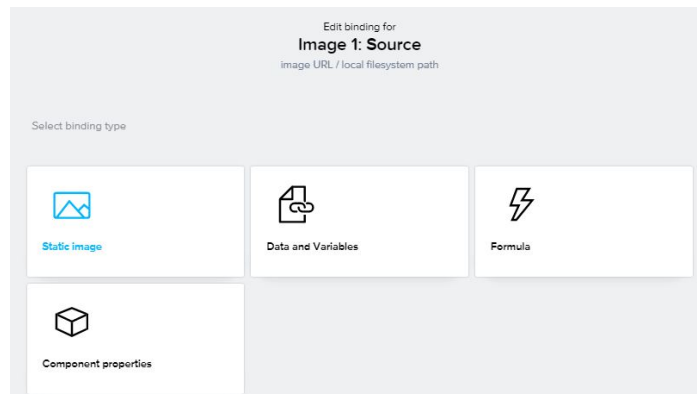 Edit binding for
Image 1: Source
image URL / local filesystem path
Select binding type
Static image
Data and Variables
Formula
Component properties